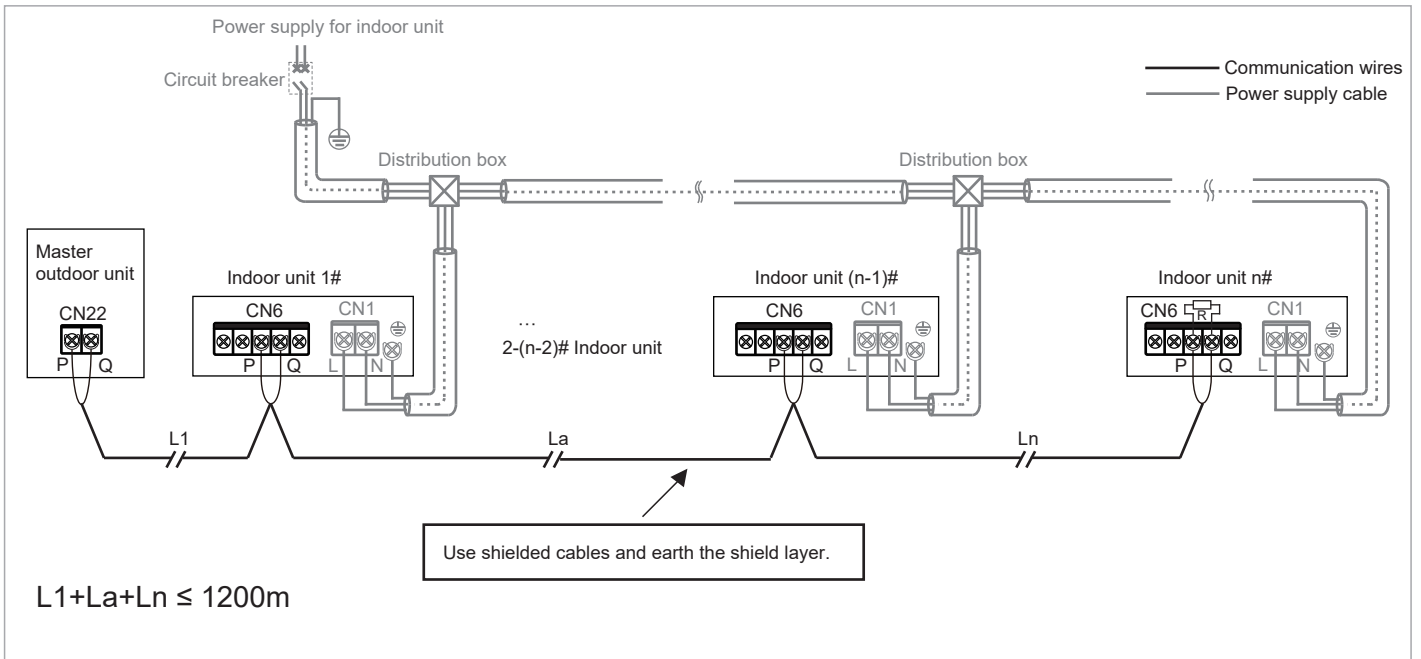 Power supply for indoor unit
Circuit breaker
Communication wires
Power supply cable
Distribution box
Distribution box
Master
outdoor unit
CN22
P Q
Indoor unit 1#
CN6
CN1
P Q
L N
…
2-(n-2)# Indoor unit
Indoor unit (n-1)#
CN6
CN1
P Q
L N
Indoor unit n#
CN6
R
CN1
P Q
L N
L1
La
Ln
Use shielded cables and earth the shield layer.
L1+La+Ln ≤ 1200m